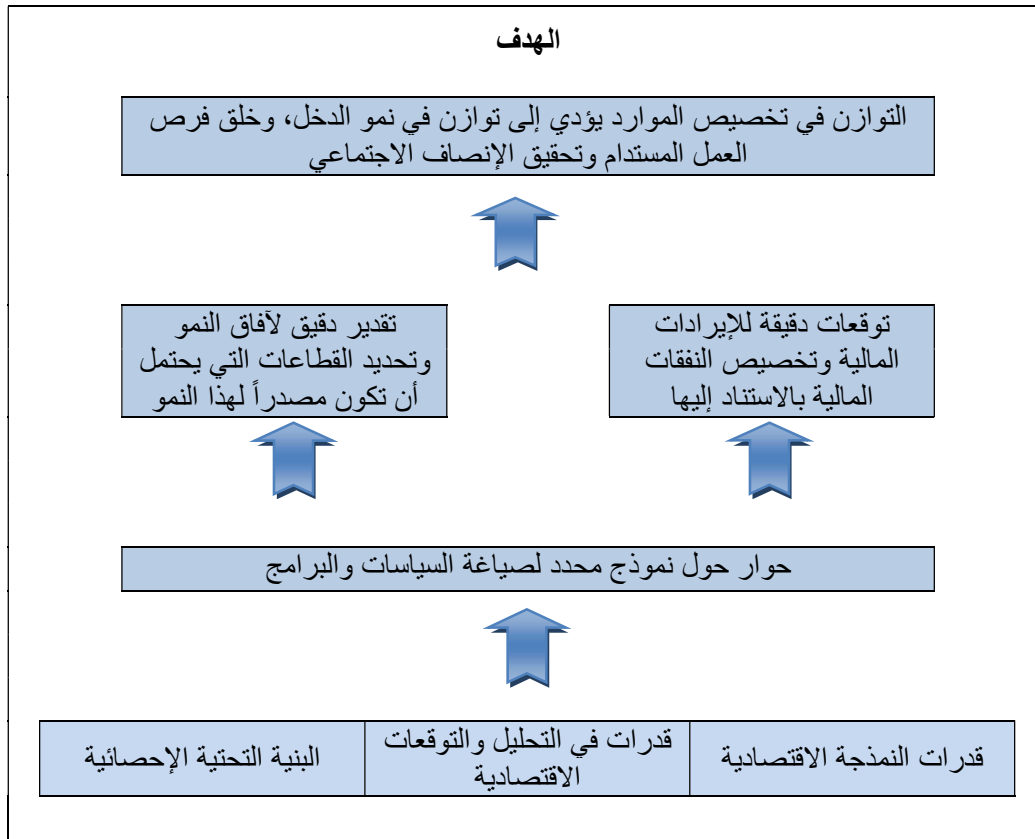 الهدف
التوازن في تخصيص الموارد يؤدي إلى توازن في نمو الدخل، وخلق فرص
العمل المستدام وتحقيق الإنصاف الاجتماعي
توقعات دقيقة للإيرادات
المالية وتخصيص النفقات
المالية بالاستناد إليها
تقدير دقيق لآفاق النمو
وتحديد القطاعات التي يحتمل
أن تكون مصدراً لهذا النمو
حوار حول نموذج محدد لصياغة السياسات والبرامج
قدرات النمذجة الاقتصادية
قدرات في التحليل والتوقعات
الاقتصادية
البنية التحتية الإحصائية